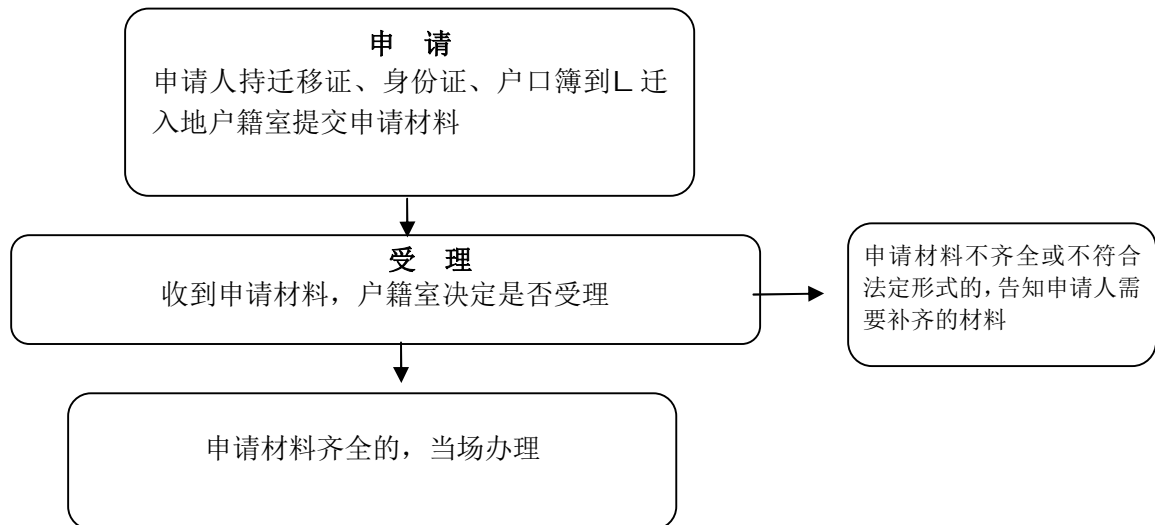 申 请
申请人持迁移证、身份证、户口簿到L 迁
入地户籍室提交申请材料
受 理
收到申请材料，户籍室决定是否受理
申请材料不齐全或不符合
法定形式的，告知申请人需
要补齐的材料
申请材料齐全的，当场办理